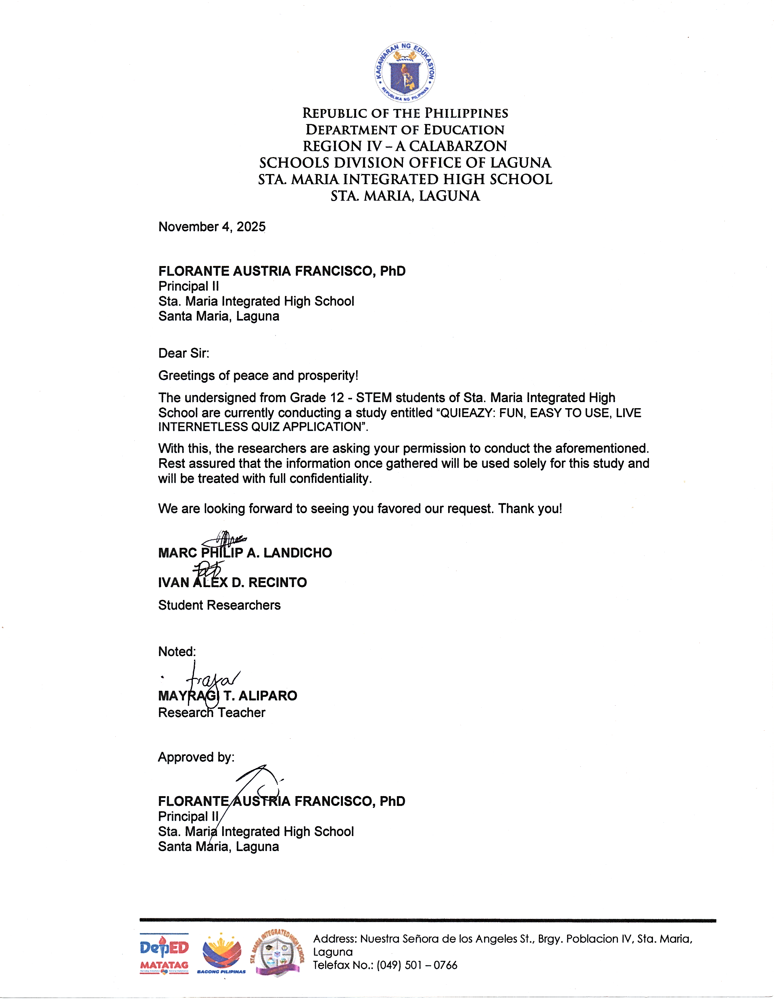 KAGAWARAN NG EDUKASYON
REPUBLIKA NG PILIPINAS
REPUBLIC OF THE PHILIPPINES
DEPARTMENT OF EDUCATION
REGION IV – A CALABARZON
SCHOOLS DIVISION OFFICE OF LAGUNA
STA. MARIA INTEGRATED HIGH SCHOOL
STA. MARIA, LAGUNA
November 4, 2025
FLORANTE AUSTRIA FRANCISCO, PhD
Principal II
Sta. Maria Integrated High School
Santa Maria, Laguna
Dear Sir:
Greetings of peace and prosperity!
The undersigned from Grade 12 - STEM students of Sta. Maria Integrated High
School are currently conducting a study entitled “QUIEAZY: FUN, EASY TO USE, LIVE
INTERNETLESS QUIZ APPLICATION”.
With this, the researchers are asking your permission to conduct the aforementioned.
Rest assured that the information once gathered will be used solely for this study and
will be treated with full confidentiality.
We are looking forward to seeing you favored our request. Thank you!
MARC PHILIP A. LANDICHO
IVAN ALEX D. RECINTO
Student Researchers
Noted:
MAYRAGI T. ALIPARO
Research Teacher
Approved by:
FLORANTE AUSTRIA FRANCISCO, PhD
Principal II
Sta. Maria Integrated High School
Santa Maria, Laguna
DepED
MATATAG
BAGONG PILIPINAS
STA. MARIA INTEGRATED HIGH SCHOOL
Address: Nuestra Señora de los Angeles St., Brgy. Poblacion IV, Sta. Maria,
Laguna
Telefax No.: (049) 501 – 0766